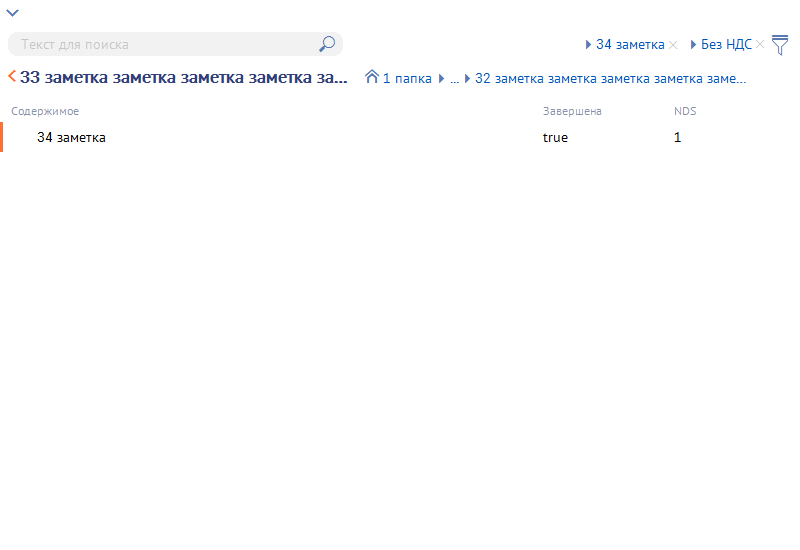 Текст для поиска 34 заметка Без НДС
33 заметка заметка заметка заметка за... 1 папка ... 32 заметка заметка заметка заметка заме...
Содержимое Завершена NDS
34 заметка true 1